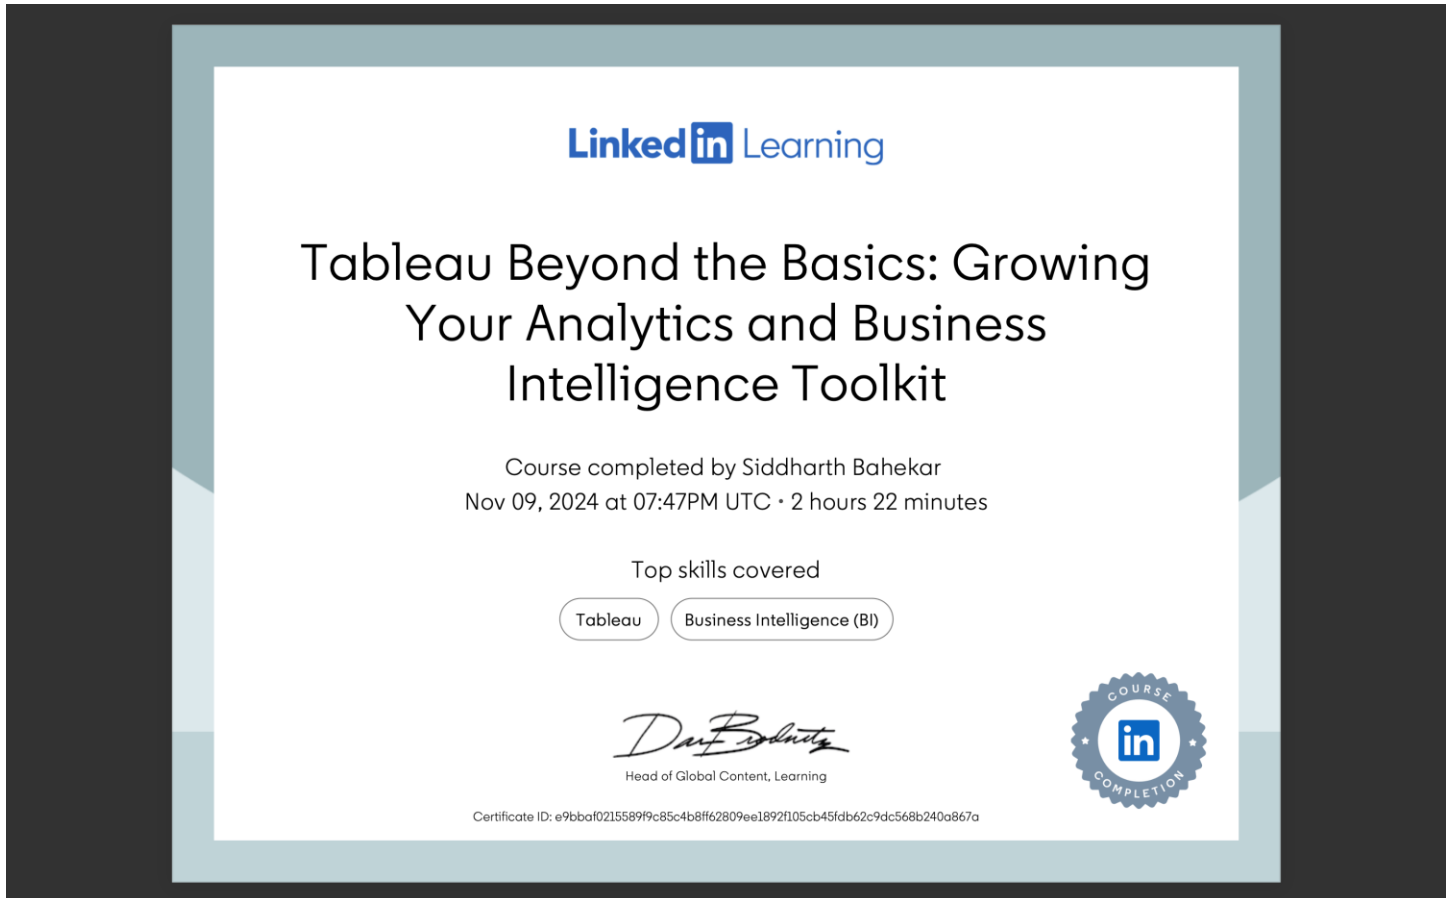 Linked in Learning
Tableau Beyond the Basics: Growing
Your Analytics and Business
Intelligence Toolkit
Course completed by Siddharth Bahekar
Nov 09, 2024 at 07:47PM UTC • 2 hours 22 minutes
Top skills covered
Tableau
Business Intelligence (BI)
Head of Global Content, Learning
COURSE
in
COMPLETION
Certificate ID: e9bbaf0215589f9c85c4b8ff62809ee1892f105cb45fdb62c9dc568b240a867a